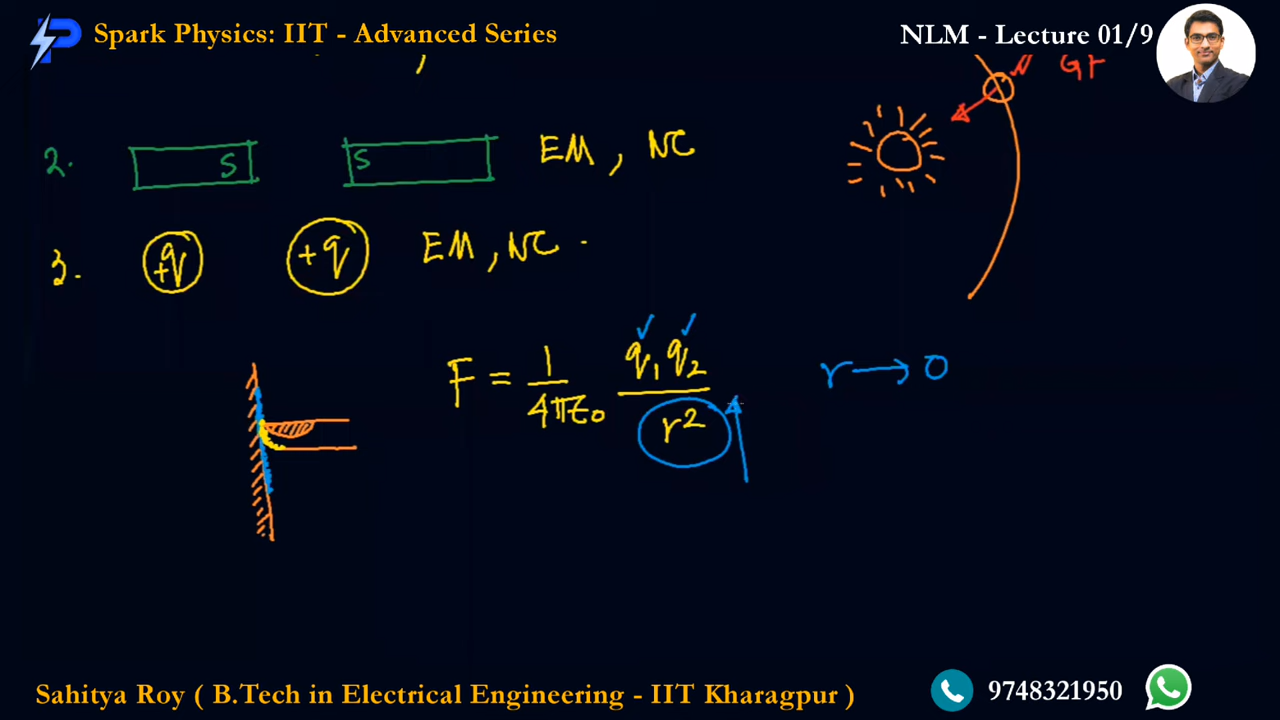 Spark Physics: IIT - Advanced Series
NLM - Lecture 01/9
GF
2. S S EM, NC
3. +q +q EM, NC.
F = 1/4πε₀ q₁q₂/r²
r → 0
Sahitya Roy ( B.Tech in Electrical Engineering - IIT Kharagpur )
9748321950